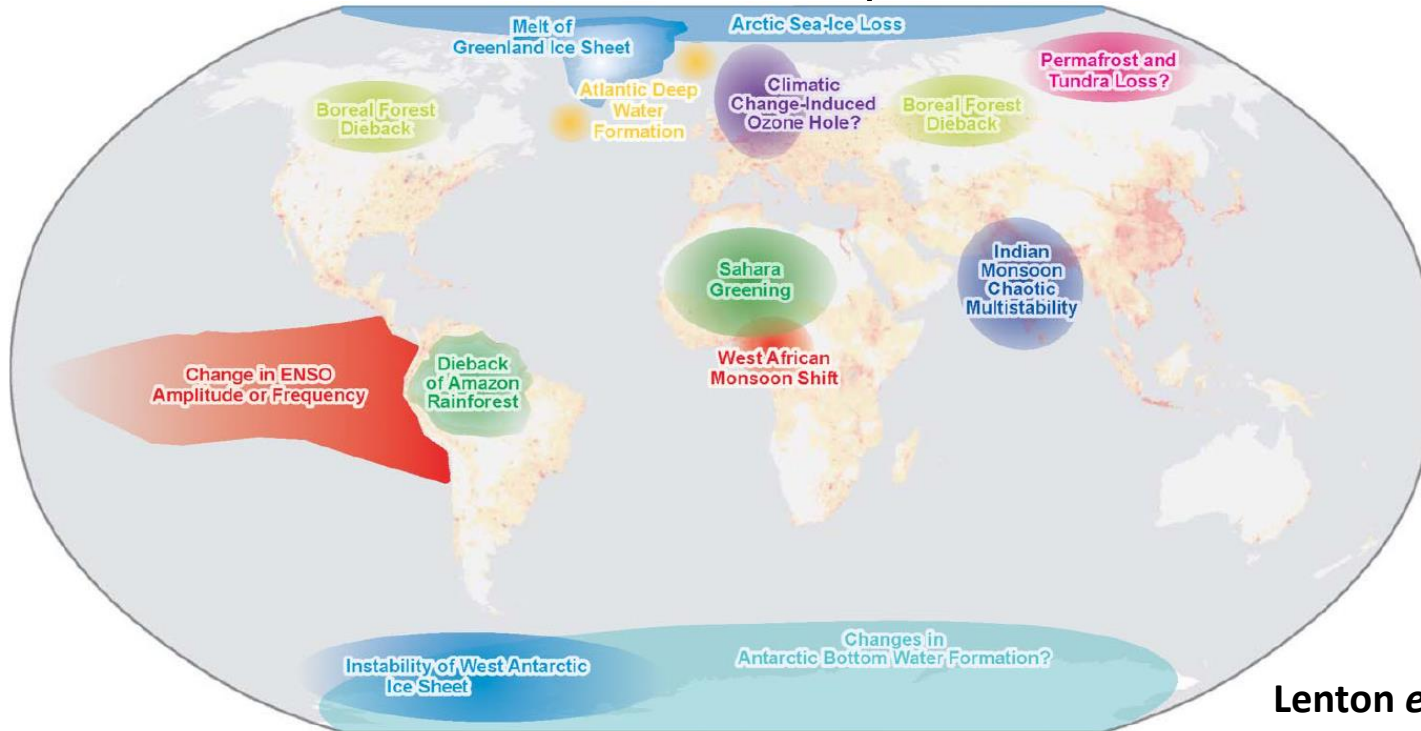 Melt of
Greenland Ice Sheet
Arctic Sea-Ice Loss
Permafrost and
Tundra Loss?
Atlantic Deep
Water
Formation
Climatic
Change-Induced
Ozone Hole?
Boreal Forest
Dieback
Boreal Forest
Dieback
Sahara
Greening
Indian
Monsoon
Chaotic
Multistability
West African
Monsoon Shift
Change in ENSO
Amplitude or Frequency
Dieback
of Amazon
Rainforest
Changes in
Antarctic Bottom Water Formation?
Instability of West Antarctic
Ice Sheet
Lenton e